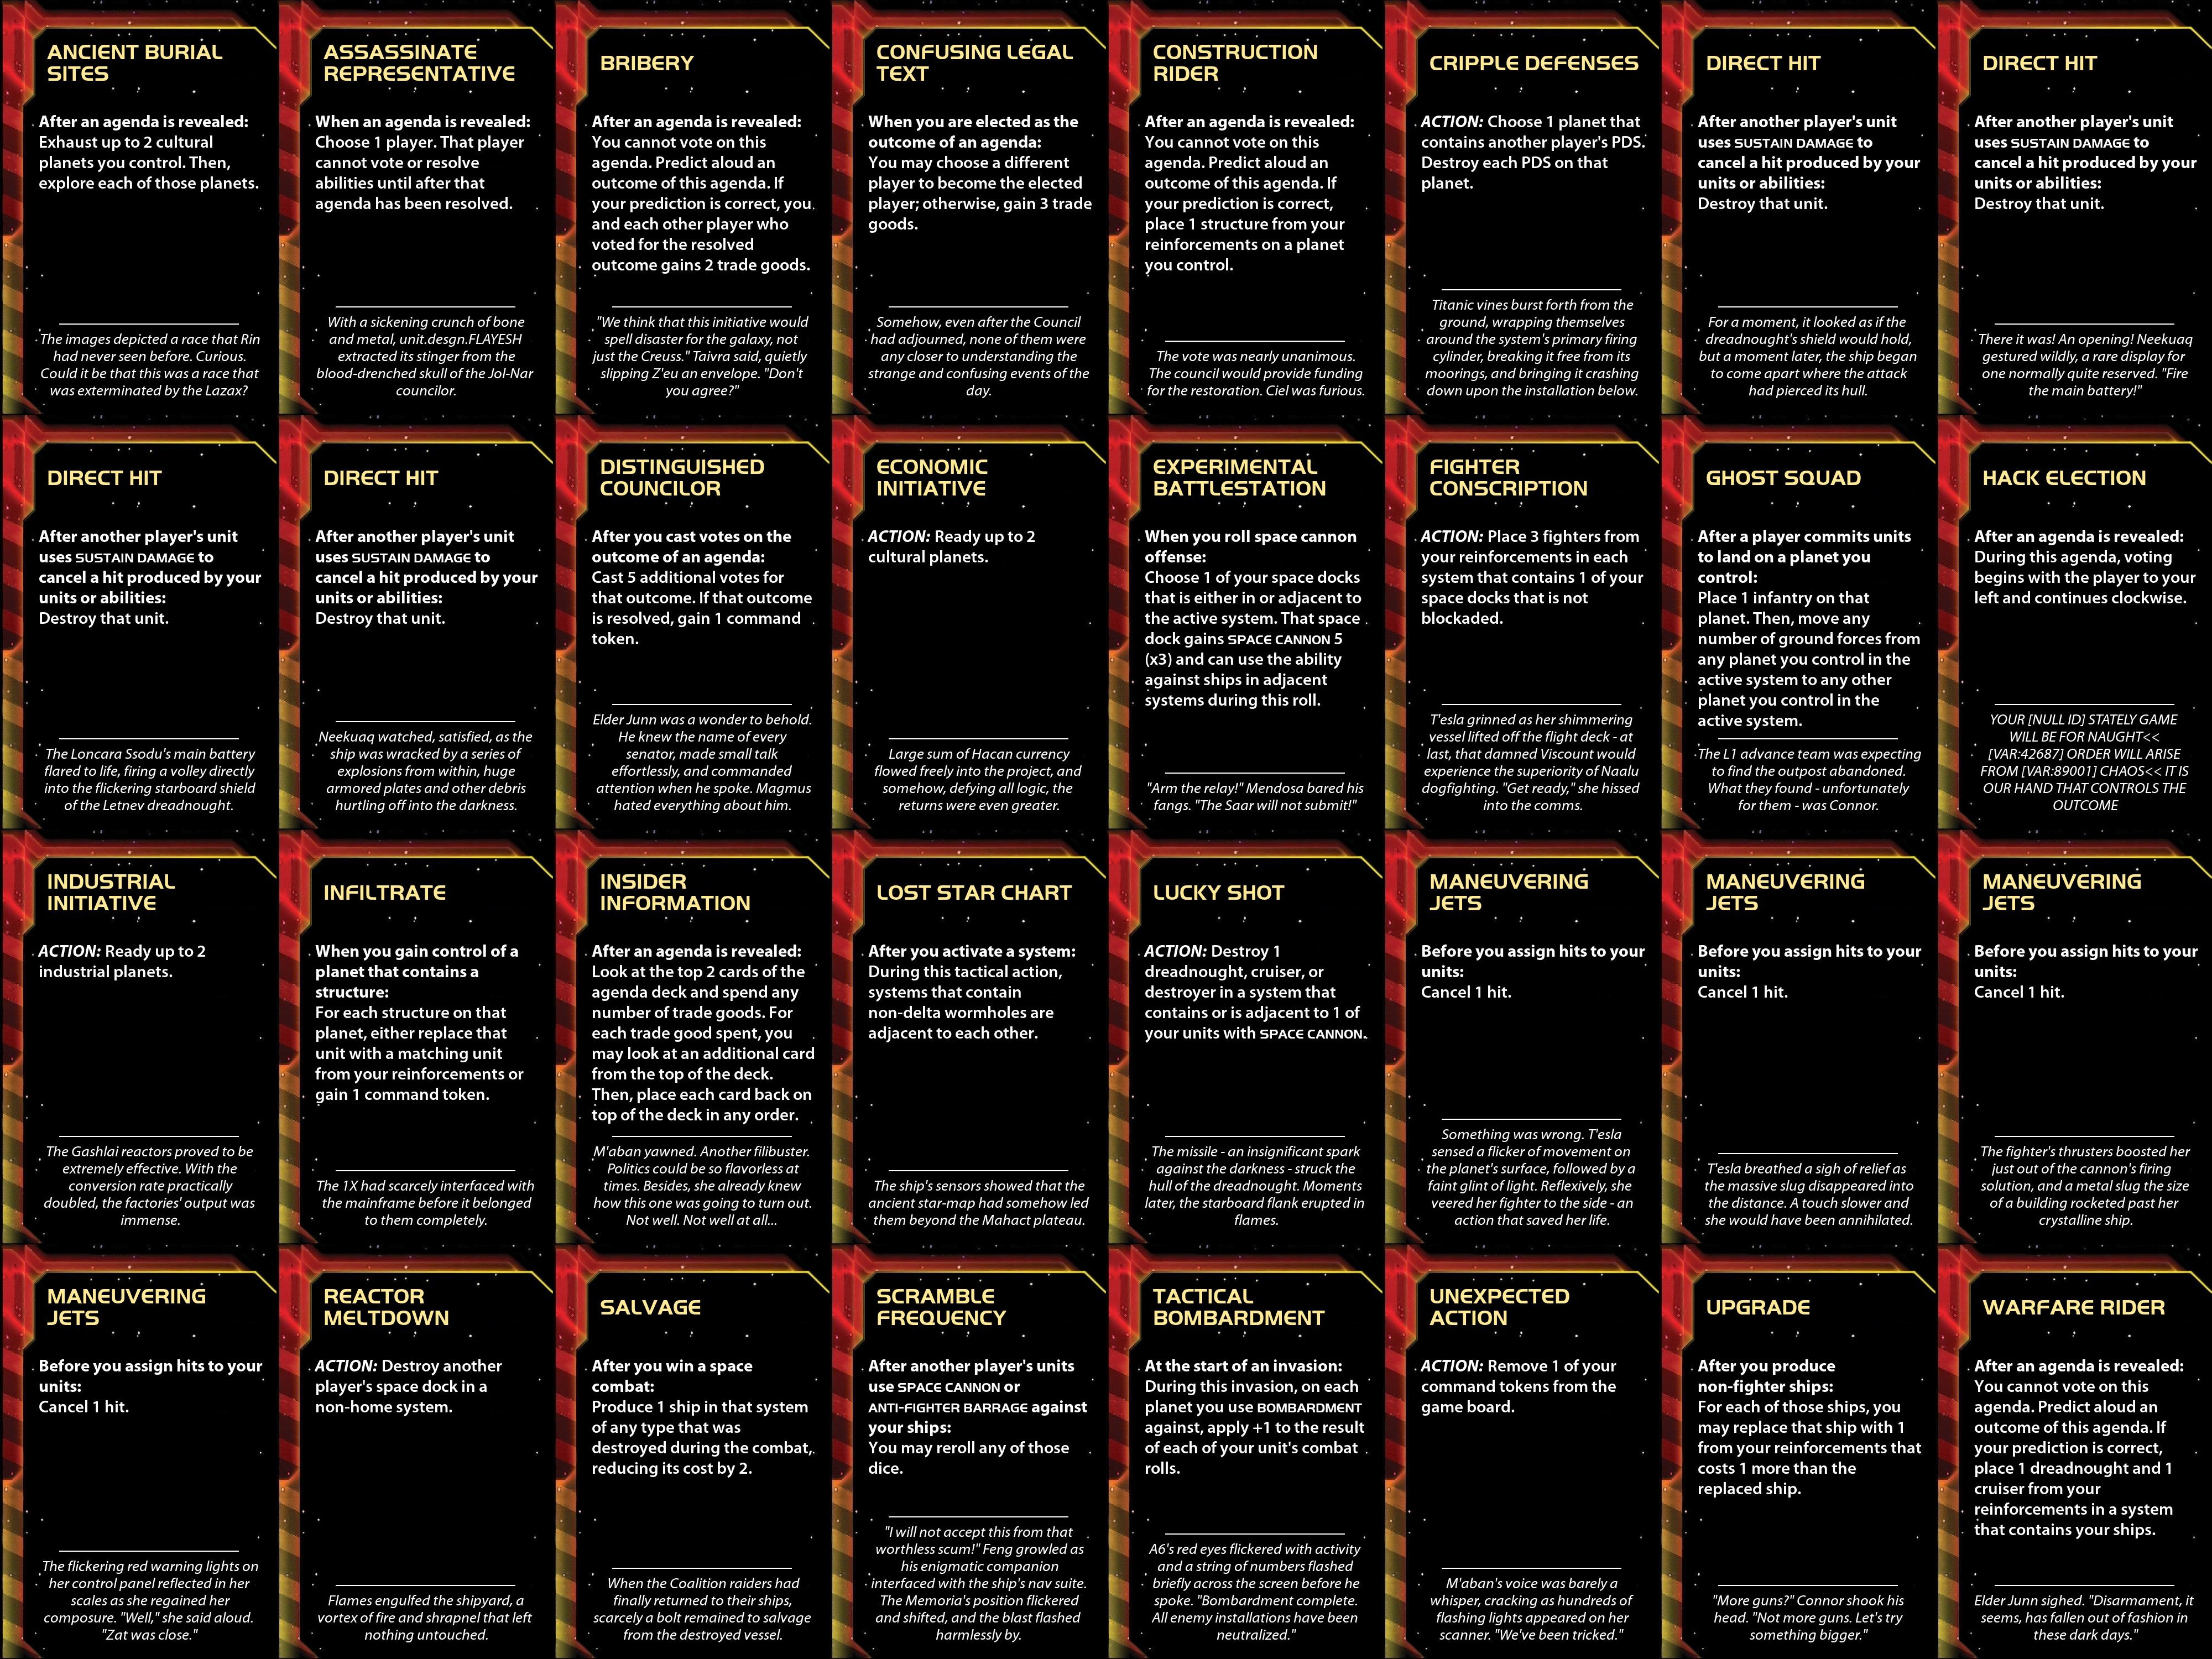 ANCIENT BURIAL
SITES
After an agenda is revealed:
Exhaust up to 2 cultural
planets you control. Then,
explore each of those planets.
The images depicted a race that Rin
had never seen before. Curious.
Could it be that this was a race that
was exterminated by the Lazax?
ASSASSINATE
REPRESENTATIVE
When an agenda is revealed:
Choose 1 player. That player
cannot vote or resolve
abilities until after that
agenda has been resolved.
With a sickening crunch of bone
and metal, unit.desgn.FLAYESH
extracted its stinger from the
blood-drenched skull of the Jol-Nar
councilor.
BRIBERY
After an agenda is revealed:
You cannot vote on this
agenda. Predict aloud an
outcome of this agenda. If
your prediction is correct, you
and each other player who
voted for the resolved
outcome gains 2 trade goods.
"We think that this initiative would
spell disaster for the galaxy, not
just the Creuss." Taivra said, quietly
slipping Z'eu an envelope. "Don't
you agree?"
CONFUSING LEGAL
TEXT
When you are elected as the
outcome of an agenda:
You may choose a different
player to become the elected
player; otherwise, gain 3 trade
goods.
Somehow, even after the Council
had adjourned, none of them were
any closer to understanding the
strange and confusing events of the
day.
CONSTRUCTION
RIDER
After an agenda is revealed:
You cannot vote on this
agenda. Predict aloud an
outcome of this agenda. If
your prediction is correct,
place 1 structure from your
reinforcements on a planet
you control.
The vote was nearly unanimous.
The council would provide funding
for the restoration. Ciel was furious.
CRIPPLE DEFENSES
ACTION: Choose 1 planet that
contains another player's PDS.
Destroy each PDS on that
planet.
Titanic vines burst forth from the
ground, wrapping themselves
around the system's primary firing
cylinder, breaking it free from its
moorings, and bringing it crashing
down upon the installation below.
DIRECT HIT
After another player's unit
uses SUSTAIN DAMAGE to
cancel a hit produced by your
units or abilities:
Destroy that unit.
For a moment, it looked as if the
dreadnought's shield would hold,
but a moment later, the ship began
to come apart where the attack
had pierced its hull.
DIRECT HIT
After another player's unit
uses SUSTAIN DAMAGE to
cancel a hit produced by your
units or abilities:
Destroy that unit.
There it was! An opening! Neekuaq
gestured wildly, a rare display for
one normally quite reserved. "Fire
the main battery!"
DIRECT HIT
After another player's unit
uses SUSTAIN DAMAGE to
cancel a hit produced by your
units or abilities:
Destroy that unit.
The Loncara Ssodu's main battery
flared to life, firing a volley directly
into the flickering starboard shield
of the Letnev dreadnought.
DIRECT HIT
After another player's unit
uses SUSTAIN DAMAGE to
cancel a hit produced by your
units or abilities:
Destroy that unit.
Neekuaq watched, satisfied, as the
ship was wracked by a series of
explosions from within, huge
armored plates and other debris
hurtling off into the darkness.
DISTINGUISHED
COUNCILOR
After you cast votes on the
outcome of an agenda:
Cast 5 additional votes for
that outcome. If that outcome
is resolved, gain 1 command
token.
Elder Junn was a wonder to behold.
He knew the name of every
senator, made small talk
effortlessly, and commanded
attention when he spoke. Magmus
hated everything about him.
ECONOMIC
INITIATIVE
ACTION: Ready up to 2
cultural planets.
Large sum of Hacan currency
flowed freely into the project, and
somehow, defying all logic, the
returns were even greater.
EXPERIMENTAL
BATTLESTATION
When you roll space cannon
offense:
Choose 1 of your space docks
that is either in or adjacent to
the active system. That space
dock gains SPACE CANNON 5
(x3) and can use the ability
against ships in adjacent
systems during this roll.
"Arm the relay!" Mendosa bared his
fangs. "The Saar will not submit!"
FIGHTER
CONSCRIPTION
ACTION: Place 3 fighters from
your reinforcements in each
system that contains 1 of your
space docks that is not
blockaded.
T'esla grinned as her shimmering
vessel lifted off the flight deck - at
last, that damned Viscount would
experience the superiority of Naalu
dogfighting. "Get ready," she hissed
into the comms.
GHOST SQUAD
After a player commits units
to land on a planet you
control:
Place 1 infantry on that
planet. Then, move any
number of ground forces from
any planet you control in the
active system to any other
planet you control in the
active system.
The L1 advance team was expecting
to find the outpost abandoned.
What they found - unfortunately
for them - was Connor.
HACK ELECTION
After an agenda is revealed:
During this agenda, voting
begins with the player to your
left and continues clockwise.
YOUR [NULL ID] STATELY GAME
WILL BE FOR NAUGHT<<
[VAR:42687] ORDER WILL ARISE
FROM [VAR:89001] CHAOS<< IT IS
OUR HAND THAT CONTROLS THE
OUTCOME
INDUSTRIAL
INITIATIVE
ACTION: Ready up to 2
industrial planets.
The Gashlai reactors proved to be
extremely effective. With the
conversion rate practically
doubled, the factories' output was
immense.
INFILTRATE
When you gain control of a
planet that contains a
structure:
For each structure on that
planet, either replace that
unit with a matching unit
from your reinforcements or
gain 1 command token.
The 1X had scarcely interfaced with
the mainframe before it belonged
to them completely.
INSIDER
INFORMATION
After an agenda is revealed:
Look at the top 2 cards of the
agenda deck and spend any
number of trade goods. For
each trade good spent, you
may look at an additional card
from the top of the deck.
Then, place each card back on
top of the deck in any order.
M'aban yawned. Another filibuster.
Politics could be so flavorless at
times. Besides, she already knew
how this one was going to turn out.
Not well. Not well at all...
LOST STAR CHART
After you activate a system:
During this tactical action,
systems that contain
non-delta wormholes are
adjacent to each other.
The ship's sensors showed that the
ancient star-map had somehow led
them beyond the Mahact plateau.
LUCKY SHOT
ACTION: Destroy 1
dreadnought, cruiser, or
destroyer in a system that
contains or is adjacent to 1 of
your units with SPACE CANNON.
The missile - an insignificant spark
against the darkness - struck the
hull of the dreadnought. Moments
later, the starboard flank erupted in
flames.
MANEUVERING
JETS
Before you assign hits to your
units:
Cancel 1 hit.
Something was wrong. T'esla
sensed a flicker of movement on
the planet's surface, followed by a
faint glint of light. Reflexively, she
veered her fighter to the side - an
action that saved her life.
MANEUVERING
JETS
Before you assign hits to your
units:
Cancel 1 hit.
T'esla breathed a sigh of relief as
the massive slug disappeared into
the distance. A touch slower and
she would have been annihilated.
MANEUVERING
JETS
Before you assign hits to your
units:
Cancel 1 hit.
The fighter's thrusters boosted her
just out of the cannon's firing
solution, and a metal slug the size
of a building rocketed past her
crystalline ship.
MANEUVERING
JETS
Before you assign hits to your
units:
Cancel 1 hit.
The flickering red warning lights on
her control panel reflected in her
scales as she regained her
composure. "Well," she said aloud.
"Zat was close."
REACTOR
MELTDOWN
ACTION: Destroy another
player's space dock in a
non-home system.
Flames engulfed the shipyard, a
vortex of fire and shrapnel that left
nothing untouched.
SALVAGE
After you win a space
combat:
Produce 1 ship in that system
of any type that was
destroyed during the combat,
reducing its cost by 2.
When the Coalition raiders had
finally returned to their ships,
scarcely a bolt remained to salvage
from the destroyed vessel.
SCRAMBLE
FREQUENCY
After another player's units
use SPACE CANNON or
ANTI-FIGHTER BARRAGE against
your ships:
You may reroll any of those
dice.
"I will not accept this from that
worthless scum!" Feng growled as
his enigmatic companion
interfaced with the ship's nav suite.
The Memoria's position flickered
and shifted, and the blast flashed
harmlessly by.
TACTICAL
BOMBARDMENT
At the start of an invasion:
During this invasion, on each
planet you use BOMBARDMENT
against, apply +1 to the result
of each of your unit's combat
rolls.
A6's red eyes flickered with activity
and a string of numbers flashed
briefly across the screen before he
spoke. "Bombardment complete.
All enemy installations have been
neutralized."
UNEXPECTED
ACTION
ACTION: Remove 1 of your
command tokens from the
game board.
M'aban's voice was barely a
whisper, cracking as hundreds of
flashing lights appeared on her
scanner. "We've been tricked."
UPGRADE
After you produce
non-fighter ships:
For each of those ships, you
may replace that ship with 1
from your reinforcements that
costs 1 more than the
replaced ship.
"More guns?" Connor shook his
head. "Not more guns. Let's try
something bigger."
WARFARE RIDER
After an agenda is revealed:
You cannot vote on this
agenda. Predict aloud an
outcome of this agenda. If
your prediction is correct,
place 1 dreadnought and 1
cruiser from your
reinforcements in a system
that contains your ships.
Elder Junn sighed. "Disarmament, it
seems, has fallen out of fashion in
these dark days."